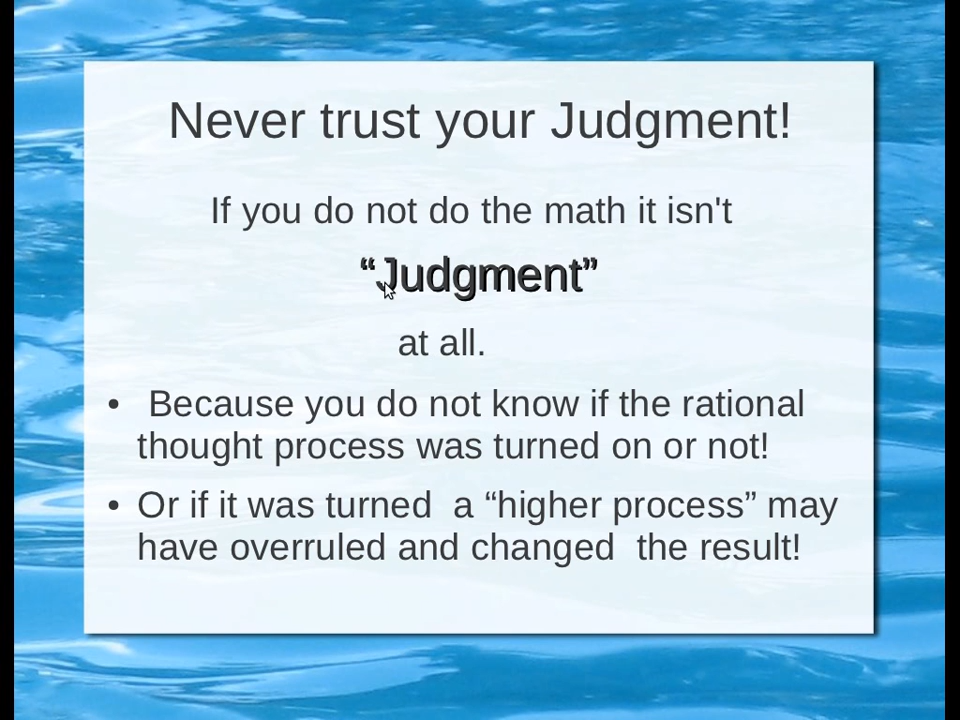 Never trust your Judgment!
If you do not do the math it isn't
“Judgment”
at all.
• Because you do not know if the rational
thought process was turned on or not!
• Or if it was turned a “higher process” may
have overruled and changed the result!